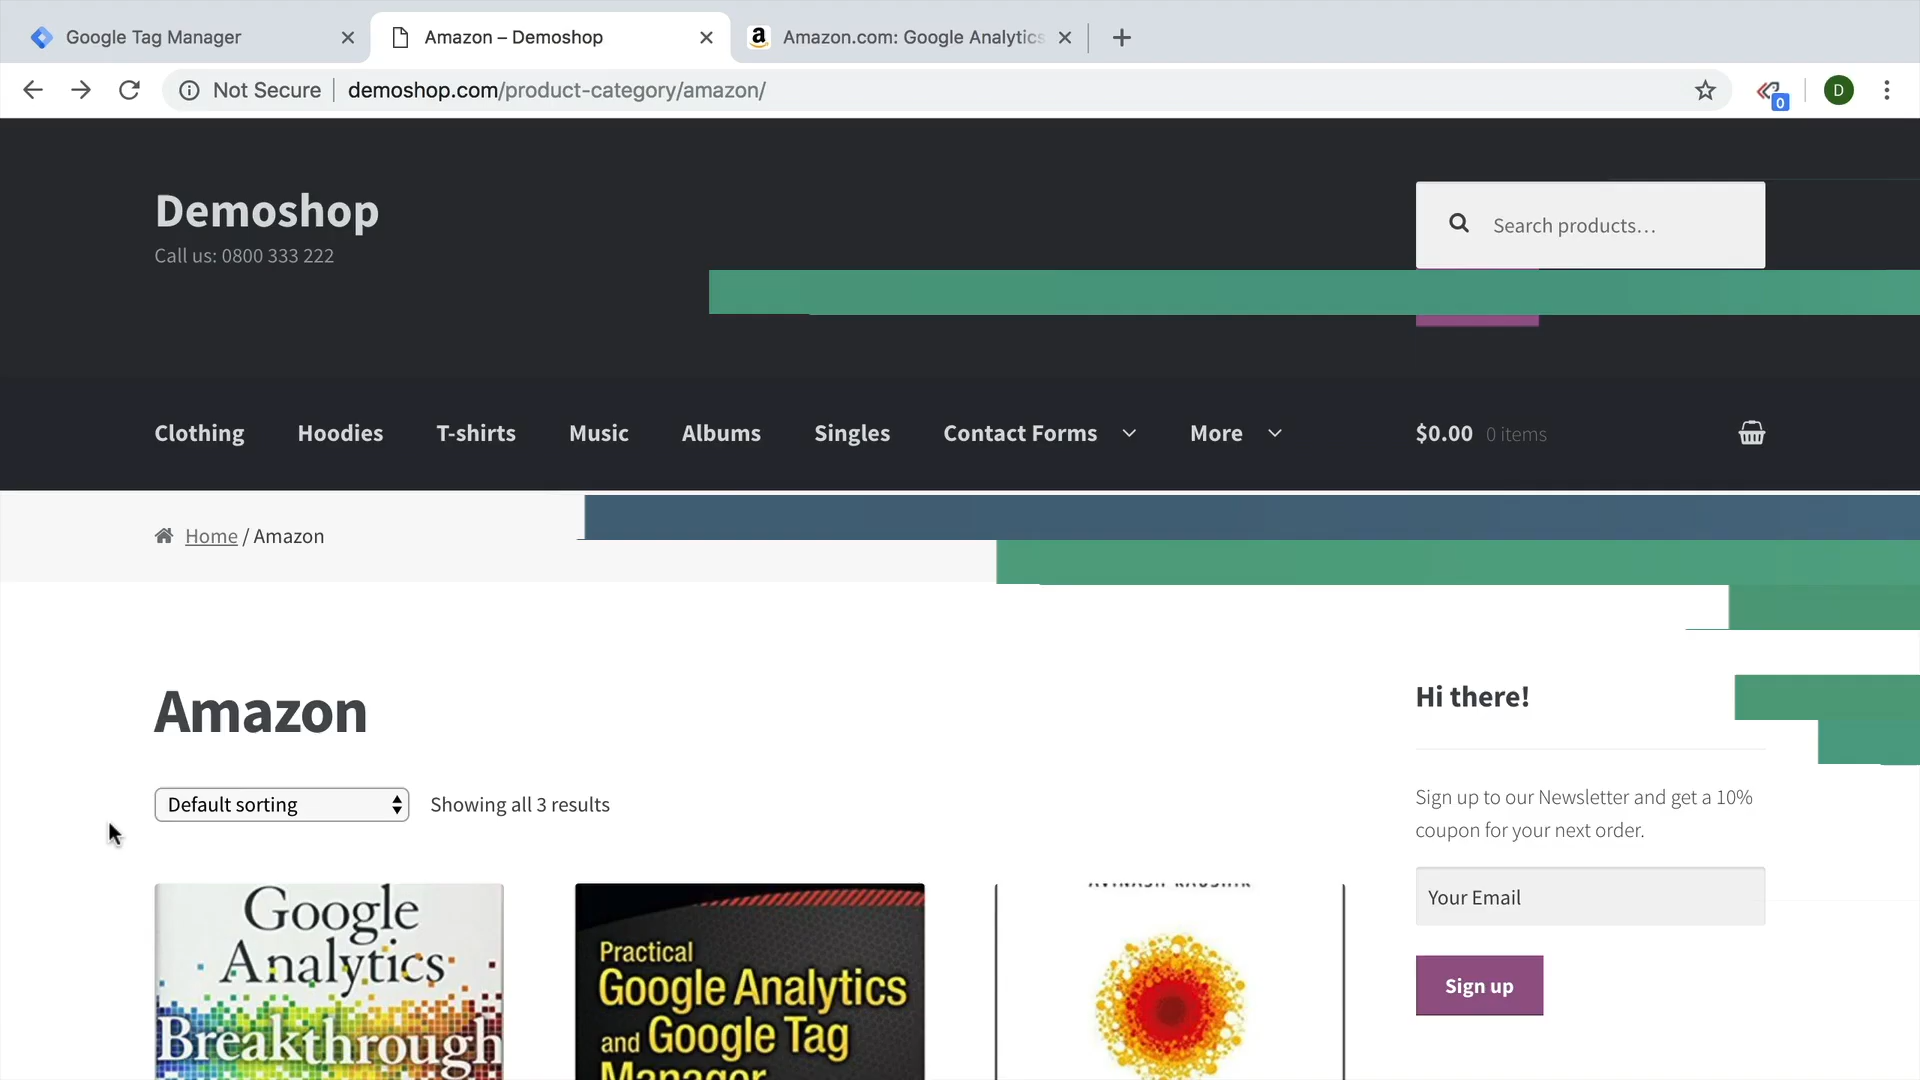 Google Tag Manager
Amazon – Demoshop
Amazon.com: Google Analytics
Not Secure
demoshop.com/product-category/amazon/
0
D
Demoshop
Call us: 0800 333 222
Search products…
Clothing
Hoodies
T-shirts
Music
Albums
Singles
Contact Forms
More
$0.00 0 items
Home / Amazon
Amazon
Hi there!
Default sorting
Showing all 3 results
Sign up to our Newsletter and get a 10%
coupon for your next order.
Your Email
Sign up
Google
Analytics
Breakthrough
Practical
Google Analytics
and Google Tag
Manager